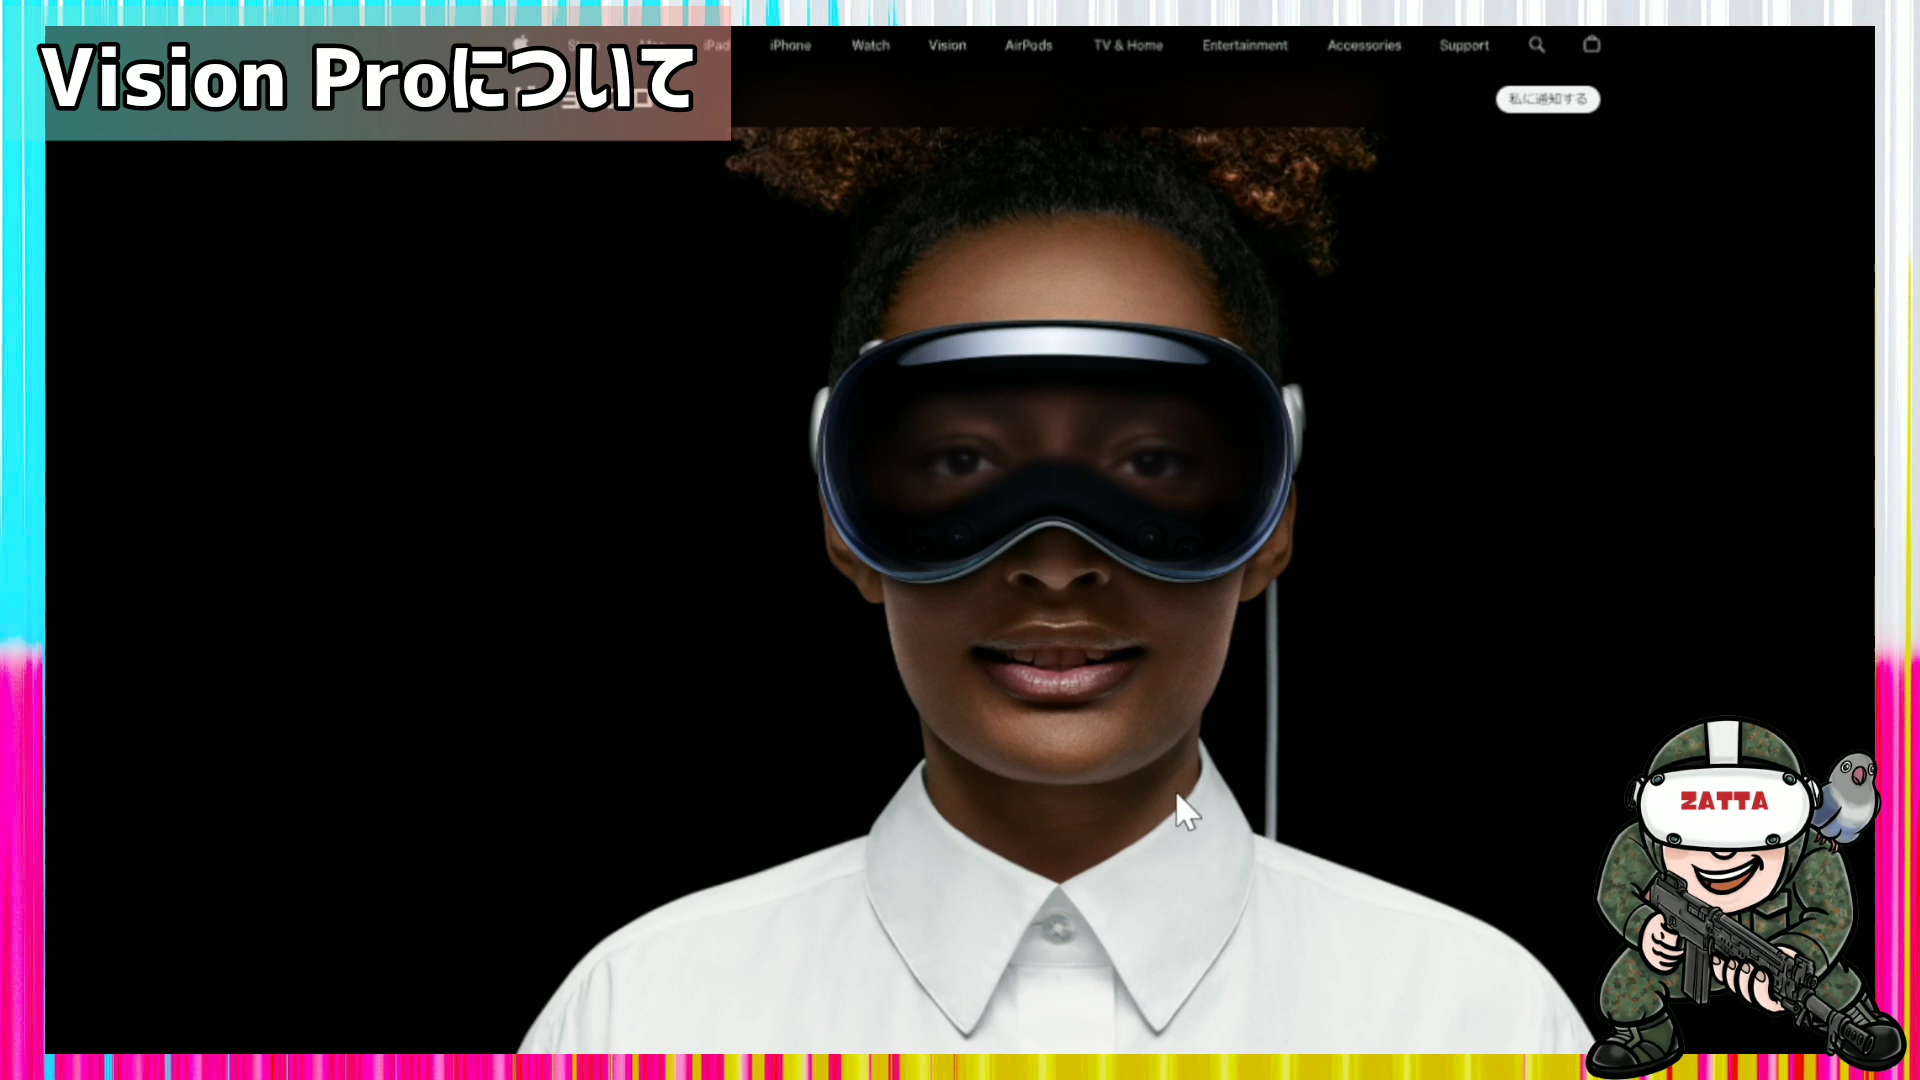 Vision Proについて
iPad iPhone Watch Vision AirPods TV & Home Entertainment Accessories Support
私に通知する
ZATTA